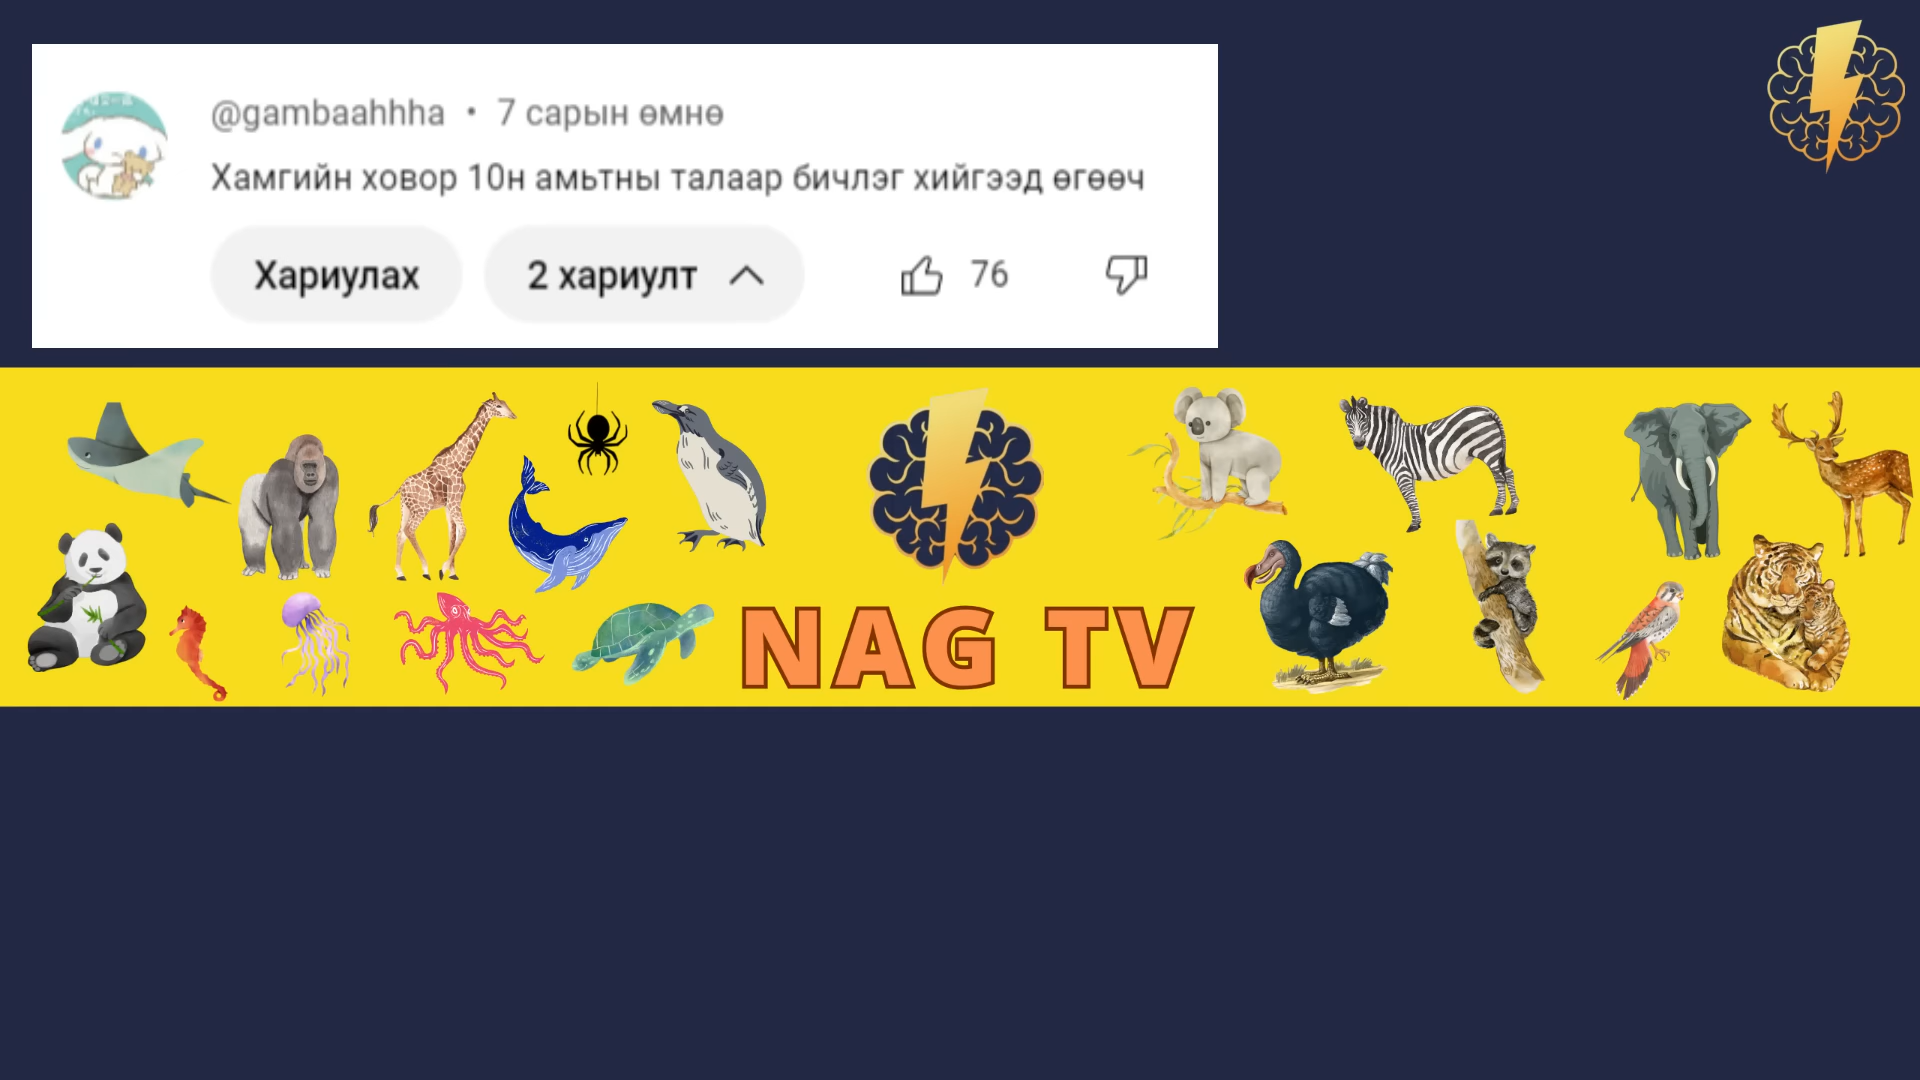 @gambaahhha • 7 сарын өмнө
Хамгийн ховор 10н амьтны талаар бичлэг хийгээд өгөөч
Хариулах 2 хариулт 76
NAG TV